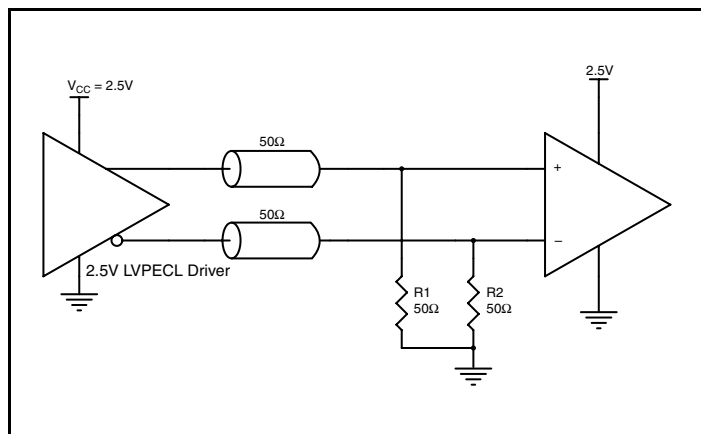 V_CC = 2.5V
2.5V
50Ω
+
50Ω
−
2.5V LVPECL Driver
R1
50Ω
R2
50Ω